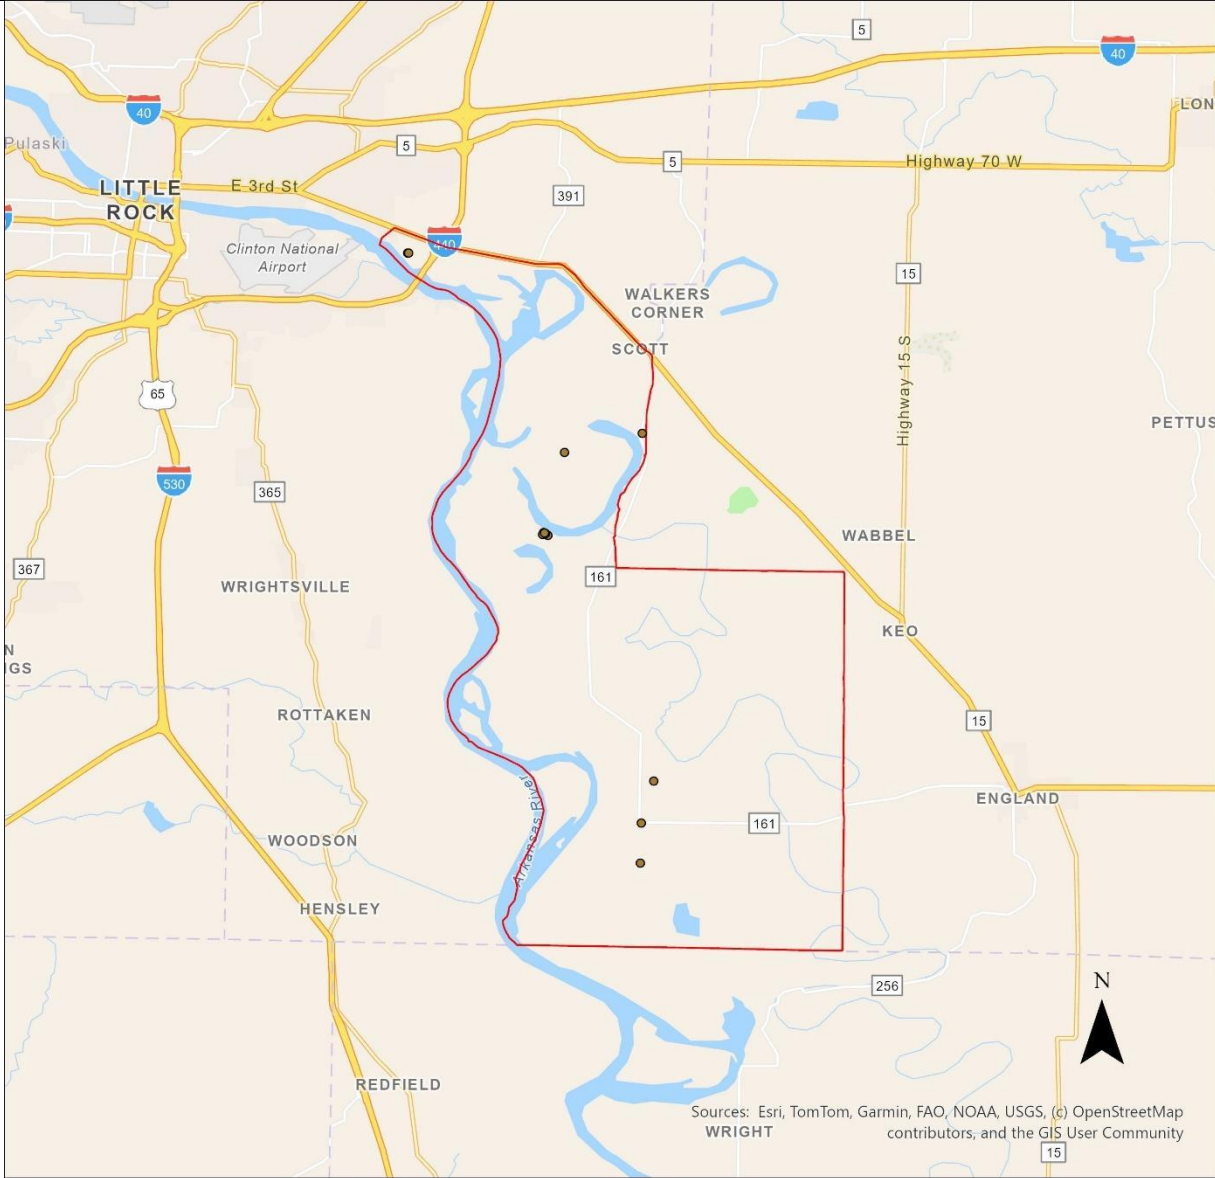 5
40
40
LON
Pulaski
5
5
Highway 70 W
LITTLE
ROCK
E 3rd St
391
Clinton National
Airport
440
15
WALKERS
CORNER
SCOTT
Highway 15 S
65
PETTUS
530
365
WABBEL
367
161
WRIGHTSVILLE
KEO
N
IGS
ROTTAKEN
15
Arkansas River
ENGLAND
161
WOODSON
HENSLEY
256
N
REDFIELD
Sources: Esri, TomTom, Garmin, FAO, NOAA, USGS, (c) OpenStreetMap
contributors, and the GIS User Community
WRIGHT
15